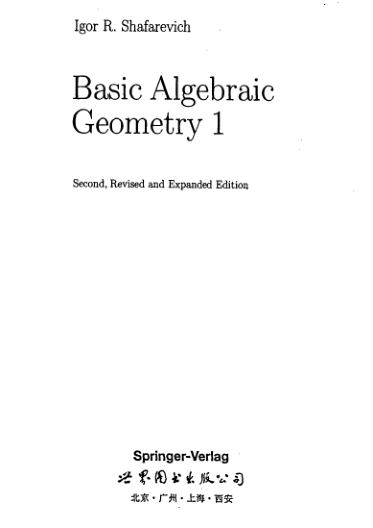 Igor R. Shafarevich
Basic Algebraic
Geometry 1
Second, Revised and Expanded Edition
Springer-Verlag
世界图书出版公司
北京·广州·上海·西安